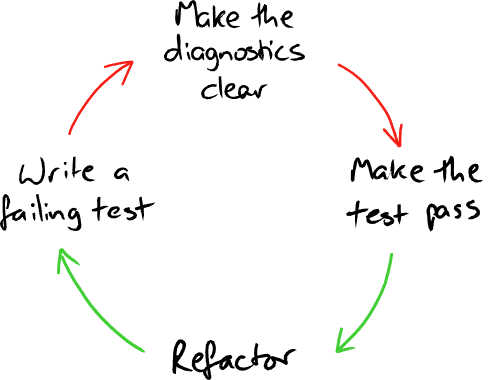 Make the
diagnostics
clear
Write a
failing test
Make the
test pass
Refactor